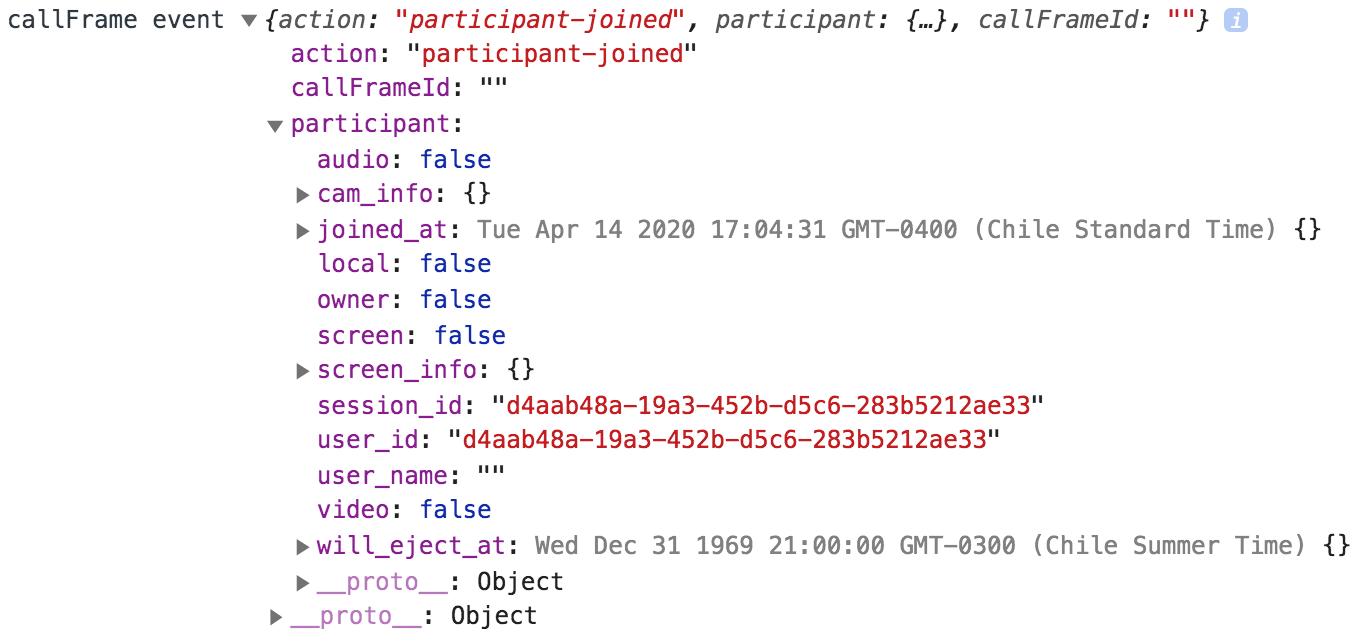 callFrame event ▼{action: "participant-joined", participant: {…}, callFrameId: ""} i
action: "participant-joined"
callFrameId: ""
▼participant:
audio: false
▶cam_info: {}
▶joined_at: Tue Apr 14 2020 17:04:31 GMT-0400 (Chile Standard Time) {}
local: false
owner: false
screen: false
▶screen_info: {}
session_id: "d4aab48a-19a3-452b-d5c6-283b5212ae33"
user_id: "d4aab48a-19a3-452b-d5c6-283b5212ae33"
user_name: ""
video: false
▶will_eject_at: Wed Dec 31 1969 21:00:00 GMT-0300 (Chile Summer Time) {}
▶__proto__: Object
▶__proto__: Object